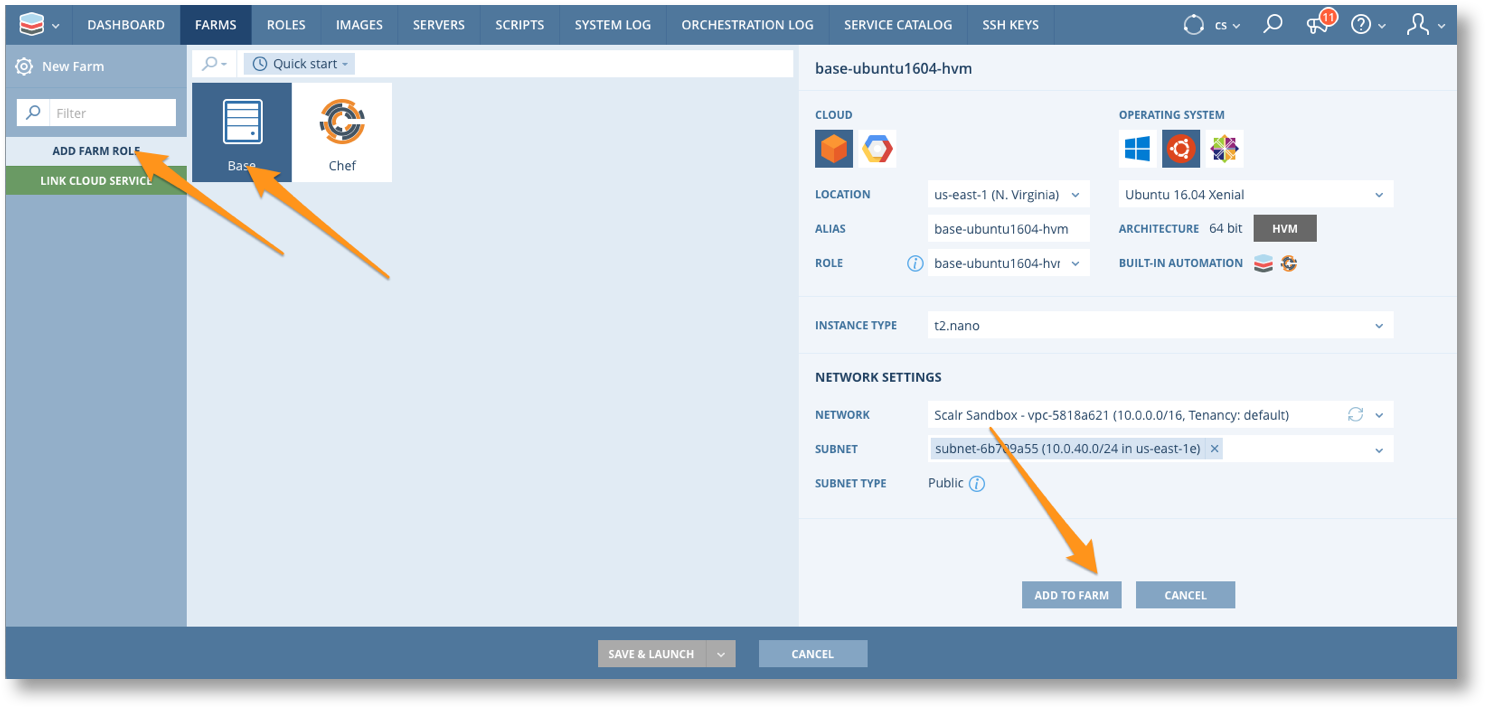 DASHBOARD FARMS ROLES IMAGES SERVERS SCRIPTS SYSTEM LOG ORCHESTRATION LOG SERVICE CATALOG SSH KEYS cs 11
New Farm
Filter
ADD FARM ROLE
LINK CLOUD SERVICE
Quick start
Base
Chef
base-ubuntu1604-hvm
CLOUD
OPERATING SYSTEM
LOCATION us-east-1 (N. Virginia)
Ubuntu 16.04 Xenial
ALIAS base-ubuntu1604-hvm
ARCHITECTURE 64 bit HVM
ROLE base-ubuntu1604-hvr
BUILT-IN AUTOMATION
INSTANCE TYPE t2.nano
NETWORK SETTINGS
NETWORK Scalr Sandbox - vpc-5818a621 (10.0.0.0/16, Tenancy: default)
SUBNET (10.0.40.0/24 in us-east-1e)
SUBNET TYPE Public
ADD TO FARM CANCEL
SAVE & LAUNCH CANCEL